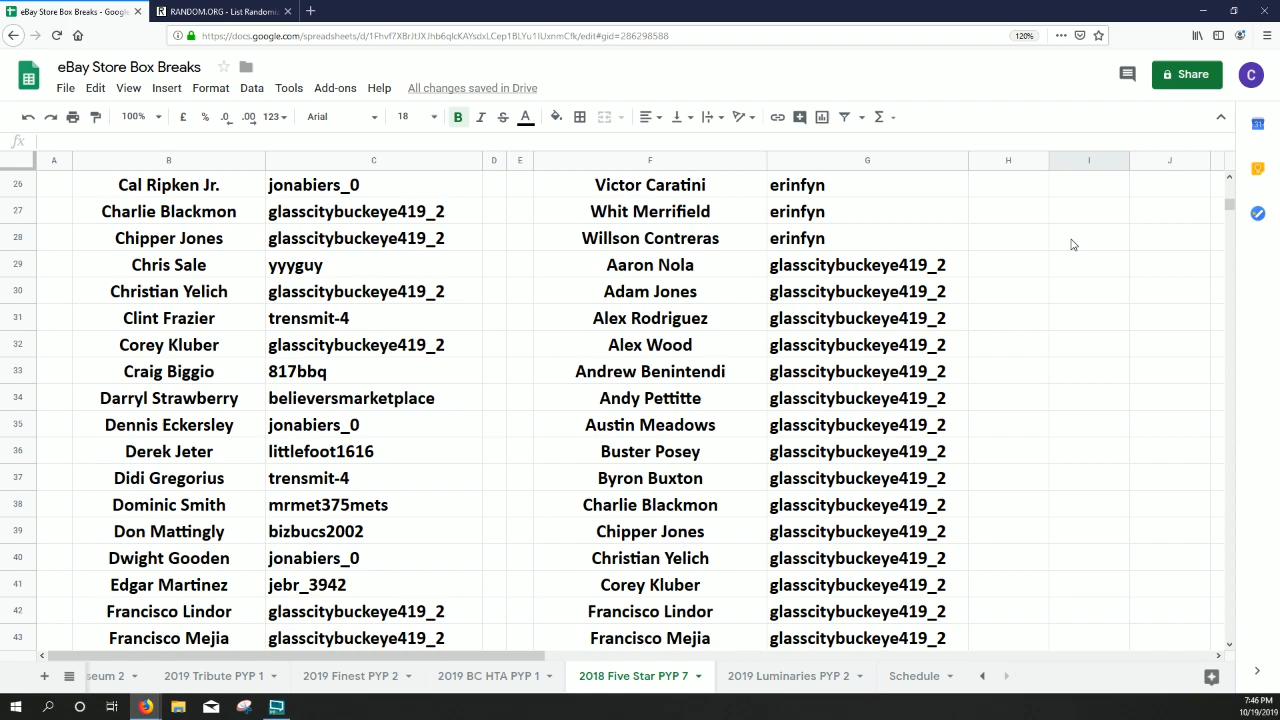 eBay Store Box Breaks - Google
RANDOM.ORG - List Randomi
120%
eBay Store Box Breaks
Share
C
File Edit View Insert Format Data Tools Add-ons Help All changes saved in Drive
100% £ % .0 .00 123 Arial 18 B I S A
fx
A B C D E F G H I J
26 Cal Ripken Jr. jonabiers_0 Victor Caratini erinfyn
27 Charlie Blackmon glasscitybuckeye419_2 Whit Merrifield erinfyn
28 Chipper Jones glasscitybuckeye419_2 Willson Contreras erinfyn
29 Chris Sale yyyguy Aaron Nola glasscitybuckeye419_2
30 Christian Yelich glasscitybuckeye419_2 Adam Jones glasscitybuckeye419_2
31 Clint Frazier trensmit-4 Alex Rodriguez glasscitybuckeye419_2
32 Corey Kluber glasscitybuckeye419_2 Alex Wood glasscitybuckeye419_2
33 Craig Biggio 817bbq Andrew Benintendi glasscitybuckeye419_2
34 Darryl Strawberry believersmarketplace Andy Pettitte glasscitybuckeye419_2
35 Dennis Eckersley jonabiers_0 Austin Meadows glasscitybuckeye419_2
36 Derek Jeter littlefoot1616 Buster Posey glasscitybuckeye419_2
37 Didi Gregorius trensmit-4 Byron Buxton glasscitybuckeye419_2
38 Dominic Smith mrmet375mets Charlie Blackmon glasscitybuckeye419_2
39 Don Mattingly bizbucs2002 Chipper Jones glasscitybuckeye419_2
40 Dwight Gooden jonabiers_0 Christian Yelich glasscitybuckeye419_2
41 Edgar Martinez jebr_3942 Corey Kluber glasscitybuckeye419_2
42 Francisco Lindor glasscitybuckeye419_2 Francisco Lindor glasscitybuckeye419_2
43 Francisco Mejia glasscitybuckeye419_2 Francisco Mejia glasscitybuckeye419_2
seum 2 2019 Tribute PYP 1 2019 Finest PYP 2 2019 BC HTA PYP 1 2018 Five Star PYP 7 2019 Luminaries PYP 2 Schedule
7:46 PM
10/19/2019